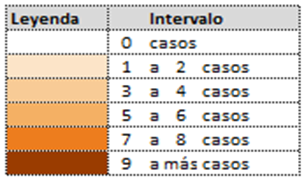 Leyenda Intervalo
0 casos
1 a 2 casos
3 a 4 casos
5 a 6 casos
7 a 8 casos
9 a más casos